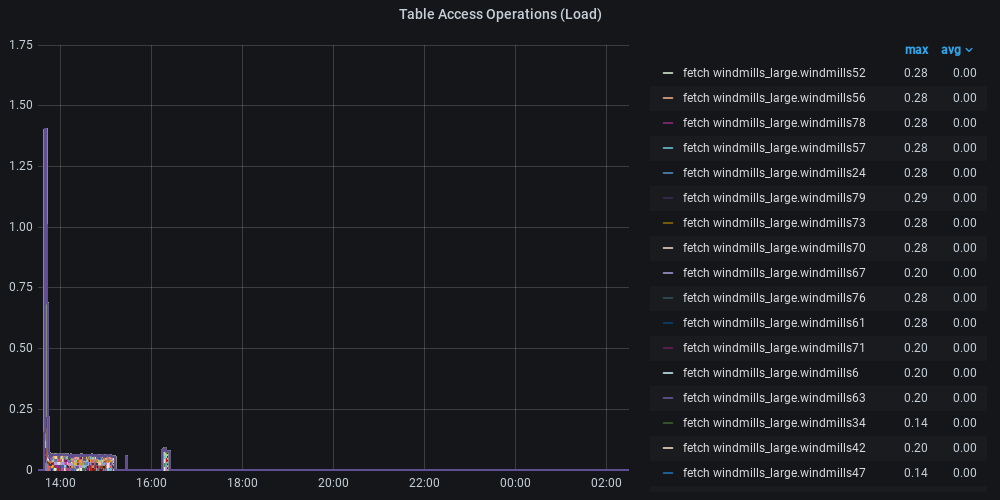 Table Access Operations (Load)
1.75
1.50
1.25
1.00
0.75
0.50
0.25
0
14:00 16:00 18:00 20:00 22:00 00:00 02:00
max avg
fetch windmills_large.windmills52 0.28 0.00
fetch windmills_large.windmills56 0.28 0.00
fetch windmills_large.windmills78 0.28 0.00
fetch windmills_large.windmills57 0.28 0.00
fetch windmills_large.windmills24 0.28 0.00
fetch windmills_large.windmills79 0.29 0.00
fetch windmills_large.windmills73 0.28 0.00
fetch windmills_large.windmills70 0.28 0.00
fetch windmills_large.windmills67 0.20 0.00
fetch windmills_large.windmills76 0.28 0.00
fetch windmills_large.windmills61 0.28 0.00
fetch windmills_large.windmills71 0.20 0.00
fetch windmills_large.windmills6 0.20 0.00
fetch windmills_large.windmills63 0.20 0.00
fetch windmills_large.windmills34 0.14 0.00
fetch windmills_large.windmills42 0.20 0.00
fetch windmills_large.windmills47 0.14 0.00